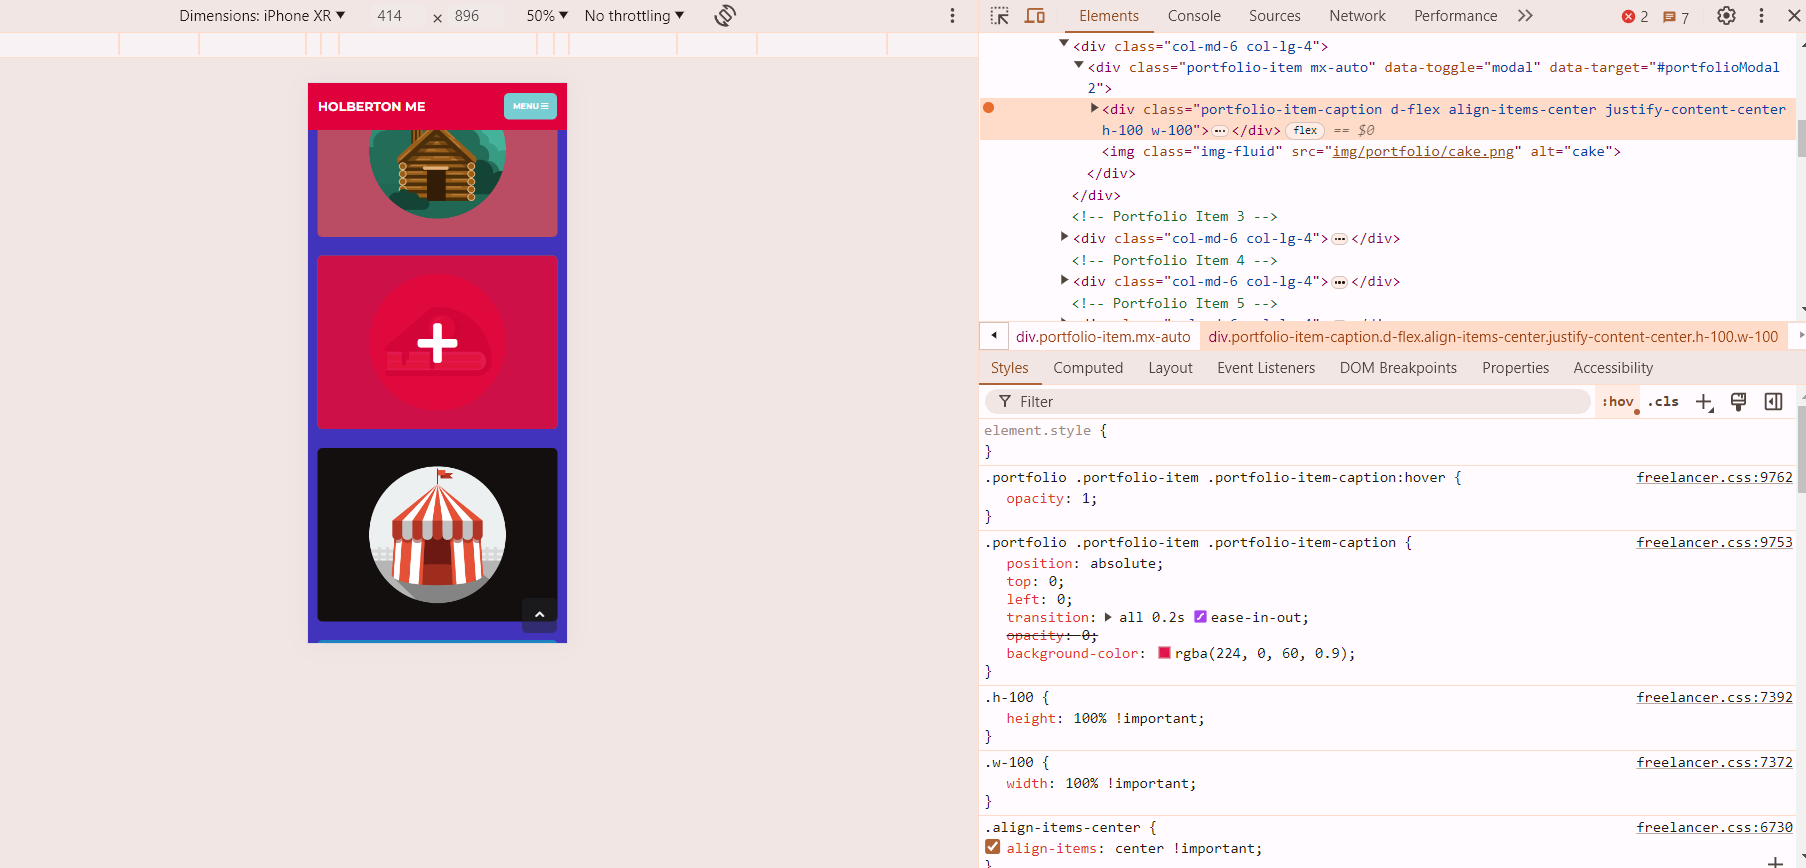 Dimensions: iPhone XR ▼ 414 × 896 50% ▼ No throttling ▼
HOLBERTON ME
MENU ☰
Elements Console Sources Network Performance » 2 7
<div class="col-md-6 col-lg-4">
<div class="portfolio-item mx-auto" data-toggle="modal" data-target="#portfolioModal
2">
<div class="portfolio-item-caption d-flex align-items-center justify-content-center
h-100 w-100"> … </div> flex == $0
<img class="img-fluid" src="img/portfolio/cake.png" alt="cake">
</div>
</div>
<!-- Portfolio Item 3 -->
<div class="col-md-6 col-lg-4"> … </div>
<!-- Portfolio Item 4 -->
<div class="col-md-6 col-lg-4"> … </div>
<!-- Portfolio Item 5 -->
div.portfolio-item.mx-auto div.portfolio-item-caption.d-flex.align-items-center.justify-content-center.h-100.w-100
Styles Computed Layout Event Listeners DOM Breakpoints Properties Accessibility
Filter :hov .cls
element.style {
}
.portfolio .portfolio-item .portfolio-item-caption:hover { freelancer.css:9762
opacity: 1;
}
.portfolio .portfolio-item .portfolio-item-caption { freelancer.css:9753
position: absolute;
top: 0;
left: 0;
transition: all 0.2s ease-in-out;
opacity: 0;
background-color: rgba(224, 0, 60, 0.9);
}
.h-100 { freelancer.css:7392
height: 100% !important;
}
.w-100 { freelancer.css:7372
width: 100% !important;
}
.align-items-center { freelancer.css:6730
align-items: center !important;
}